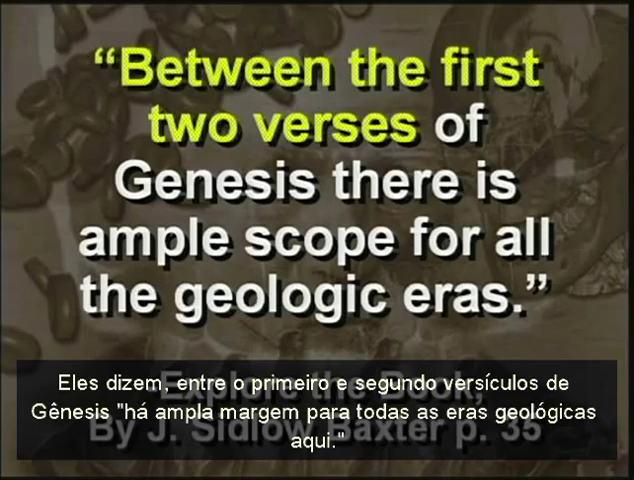 “Between the first
two verses of
Genesis there is
ample scope for all
the geologic eras.”
Explore the Book,
By J. Sidlow Baxter p. 35
Eles dizem, entre o primeiro e segundo versículos de
Gênesis "há ampla margem para todas as eras geológicas
aqui."